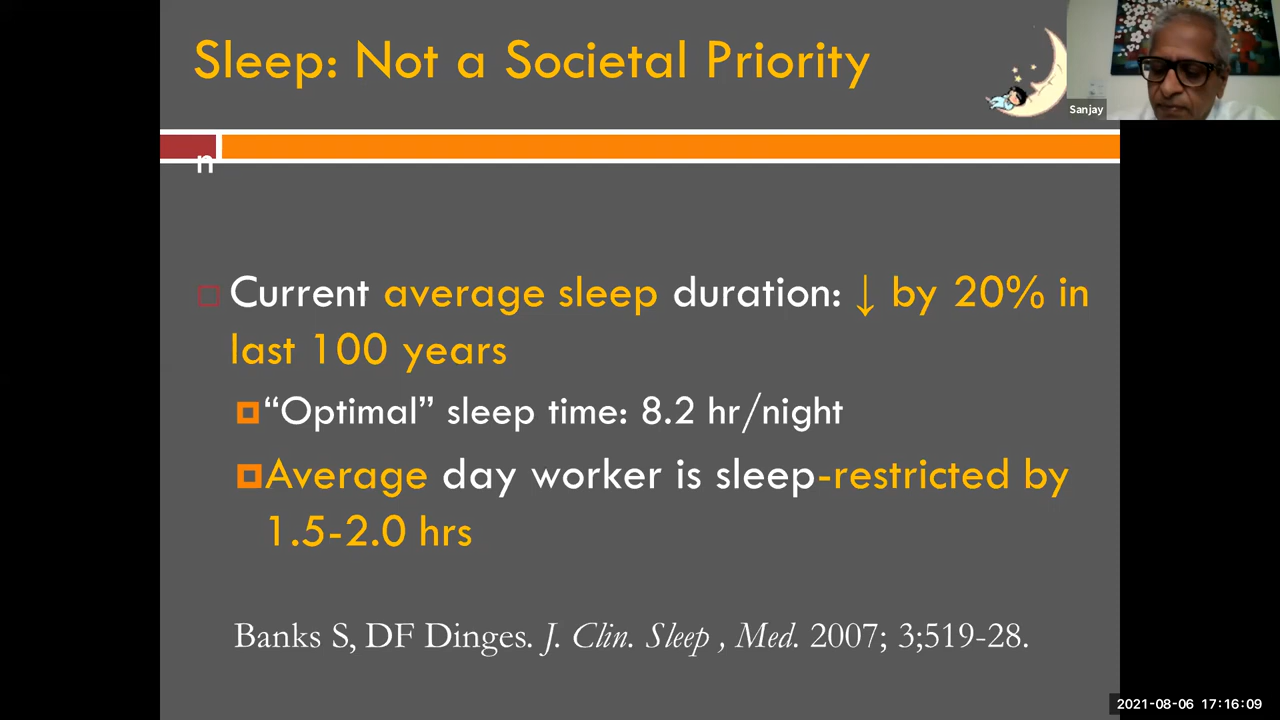 Sleep: Not a Societal Priority
Sanjay
n
Current average sleep duration: ↓ by 20% in
last 100 years
“Optimal” sleep time: 8.2 hr/night
Average day worker is sleep-restricted by
1.5-2.0 hrs
Banks S, DF Dinges. J. Clin. Sleep , Med. 2007; 3;519-28.
2021-08-06 17:16:09